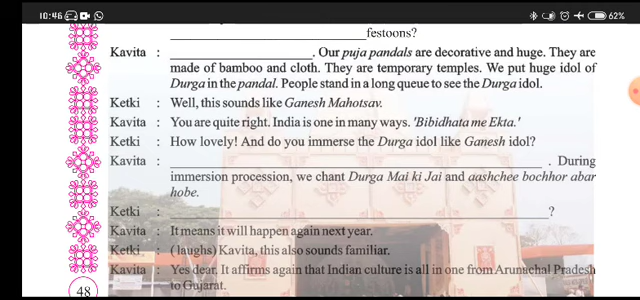 10:46 62%
festoons?
Kavita : ____________. Our puja pandals are decorative and huge. They are
made of bamboo and cloth. They are temporary temples. We put huge idol of
Durga in the pandal. People stand in a long queue to see the Durga idol.
Ketki : Well, this sounds like Ganesh Mahotsav.
Kavita : You are quite right. India is one in many ways. 'Bibidhata me Ekta.'
Ketki : How lovely! And do you immerse the Durga idol like Ganesh idol?
Kavita : ____________. During
immersion procession, we chant Durga Mai ki Jai and aashchee bochhor abar
hobe.
Ketki : ____________?
Kavita : It means it will happen again next year.
Ketki : (laughs) Kavita, this also sounds familiar.
Kavita : Yes dear. It affirms again that Indian culture is all in one from Arunachal Pradesh
to Gujarat.
48